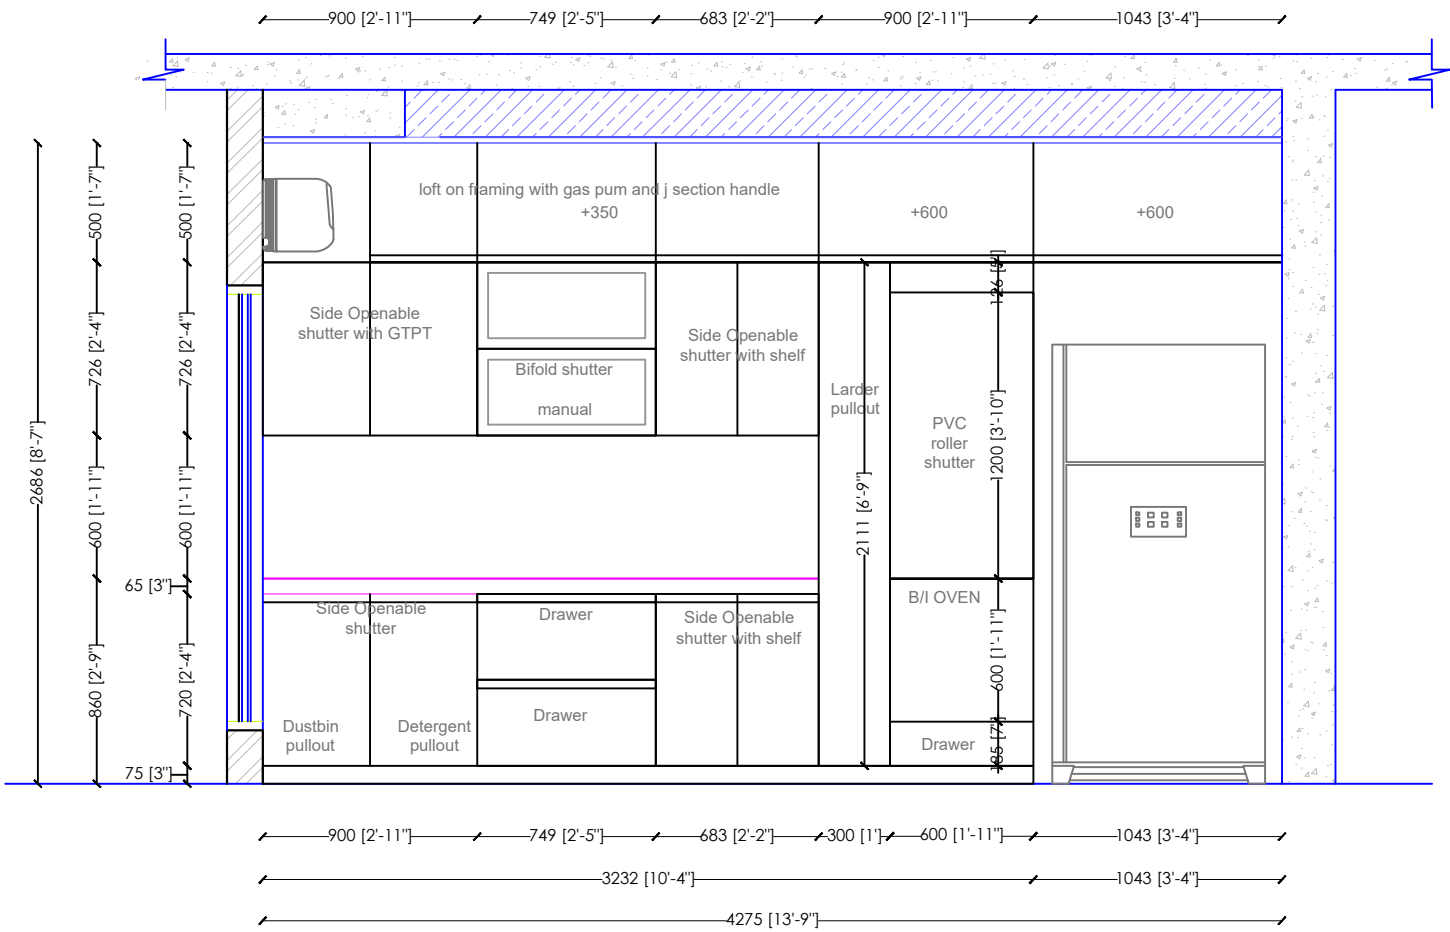 900 [2'-11"]
749 [2'-5"]
683 [2'-2"]
900 [2'-11"]
1043 [3'-4"]
2686 [8'-7"]
500 [1'-7"]
726 [2'-4"]
600 [1'-11"]
860 [2'-9"]
500 [1'-7"]
726 [2'-4"]
600 [1'-11"]
65 [3"]
720 [2'-4"]
75 [3"]
loft on framing with gas pum and j section handle
+350
+600
+600
Side Openable
shutter with GTPT
Bifold shutter
manual
Side Openable
shutter with shelf
Larder
pullout
2111 [6'-9"]
126 [5"]
PVC
roller
shutter
1200 [3'-10"]
B/I OVEN
600 [1'-11"]
Drawer
185 [7"]
Side Openable
shutter
Dustbin
pullout
Detergent
pullout
Drawer
Drawer
Side Openable
shutter with shelf
900 [2'-11"]
749 [2'-5"]
683 [2'-2"]
300 [1']
600 [1'-11"]
1043 [3'-4"]
3232 [10'-4"]
1043 [3'-4"]
4275 [13'-9"]